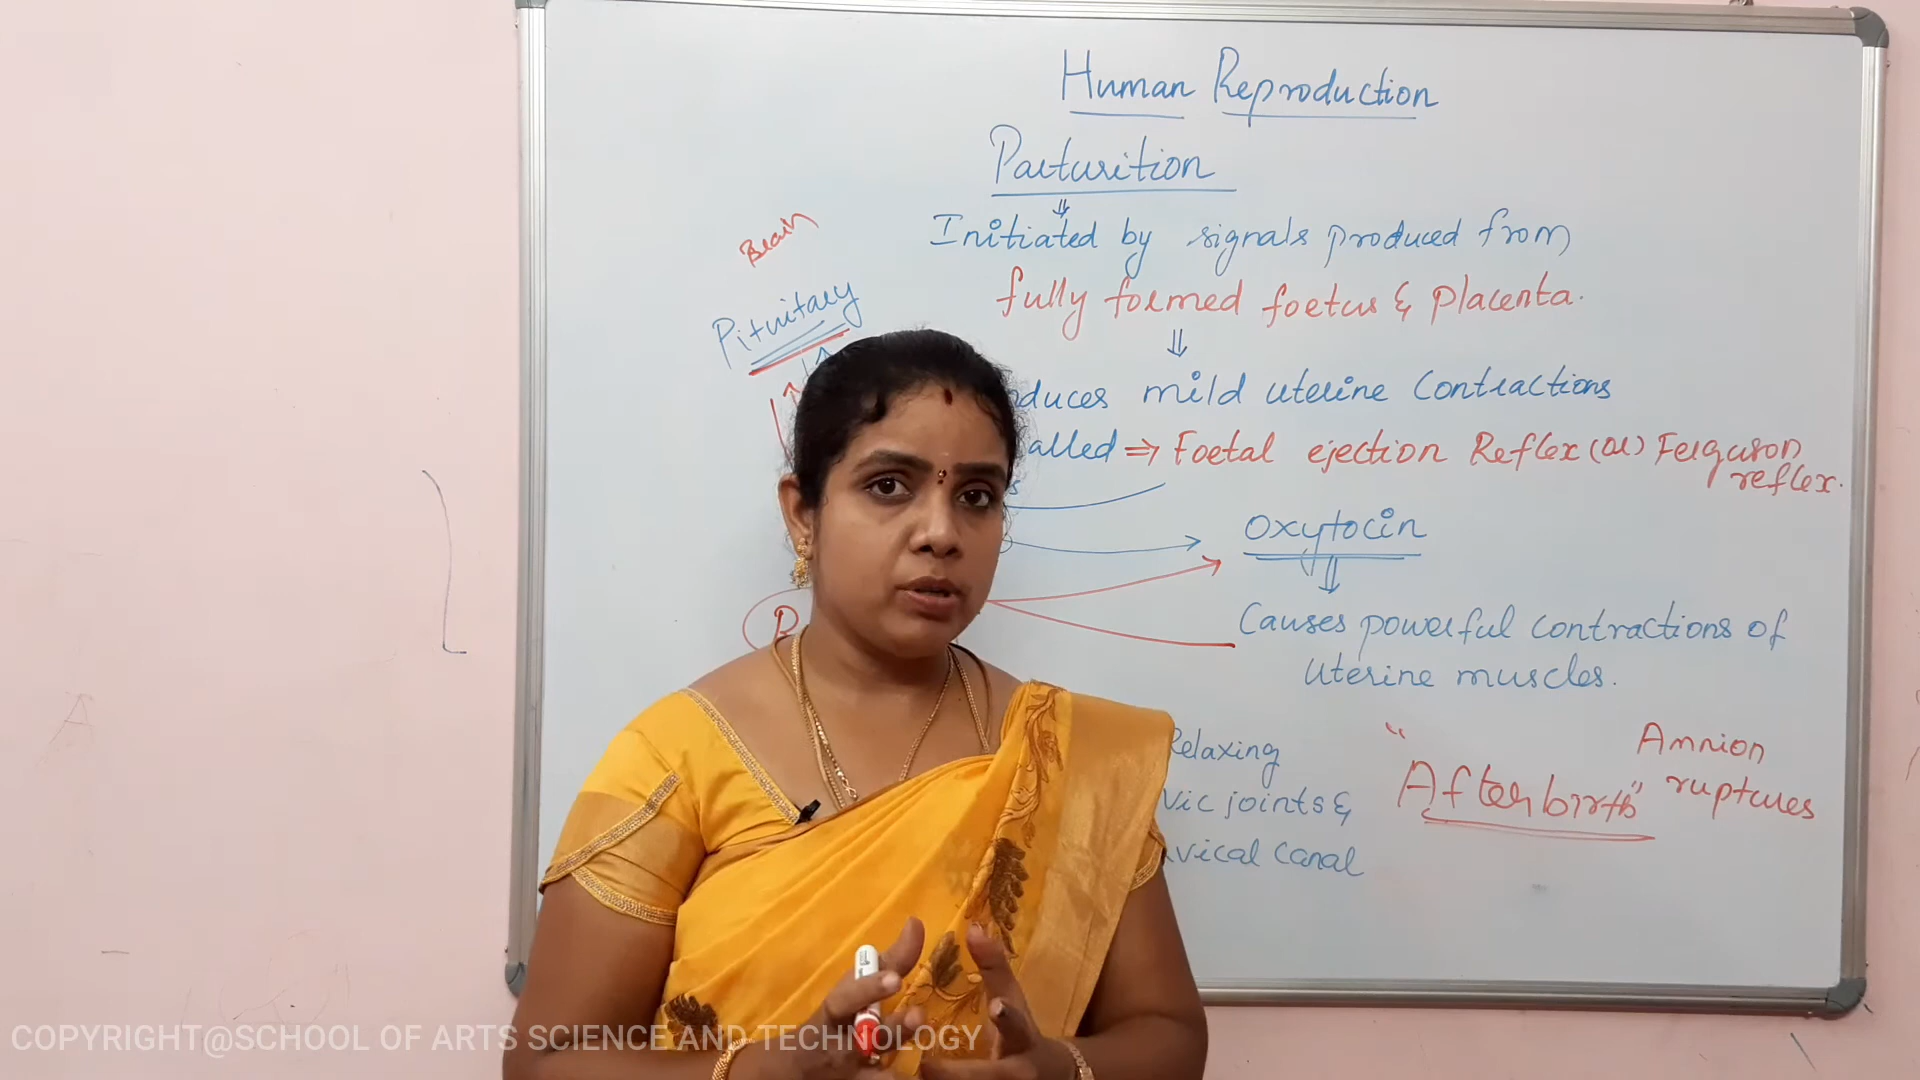 Human Reproduction
Parturition
⇓
Initiated by signals produced from
fully formed foetus & placenta.
⇓
mild uterine contractions
⇒ Foetal ejection Reflex (or) Ferguson
reflex.
Brain
Pituitary
Oxytocin
⇓
Causes powerful contractions of
uterine muscles.
Relaxing
joints &
canal
"Afterbirth"
Amnion
ruptures
A
COPYRIGHT@SCHOOL OF ARTS SCIENCE AND TECHNOLOGY